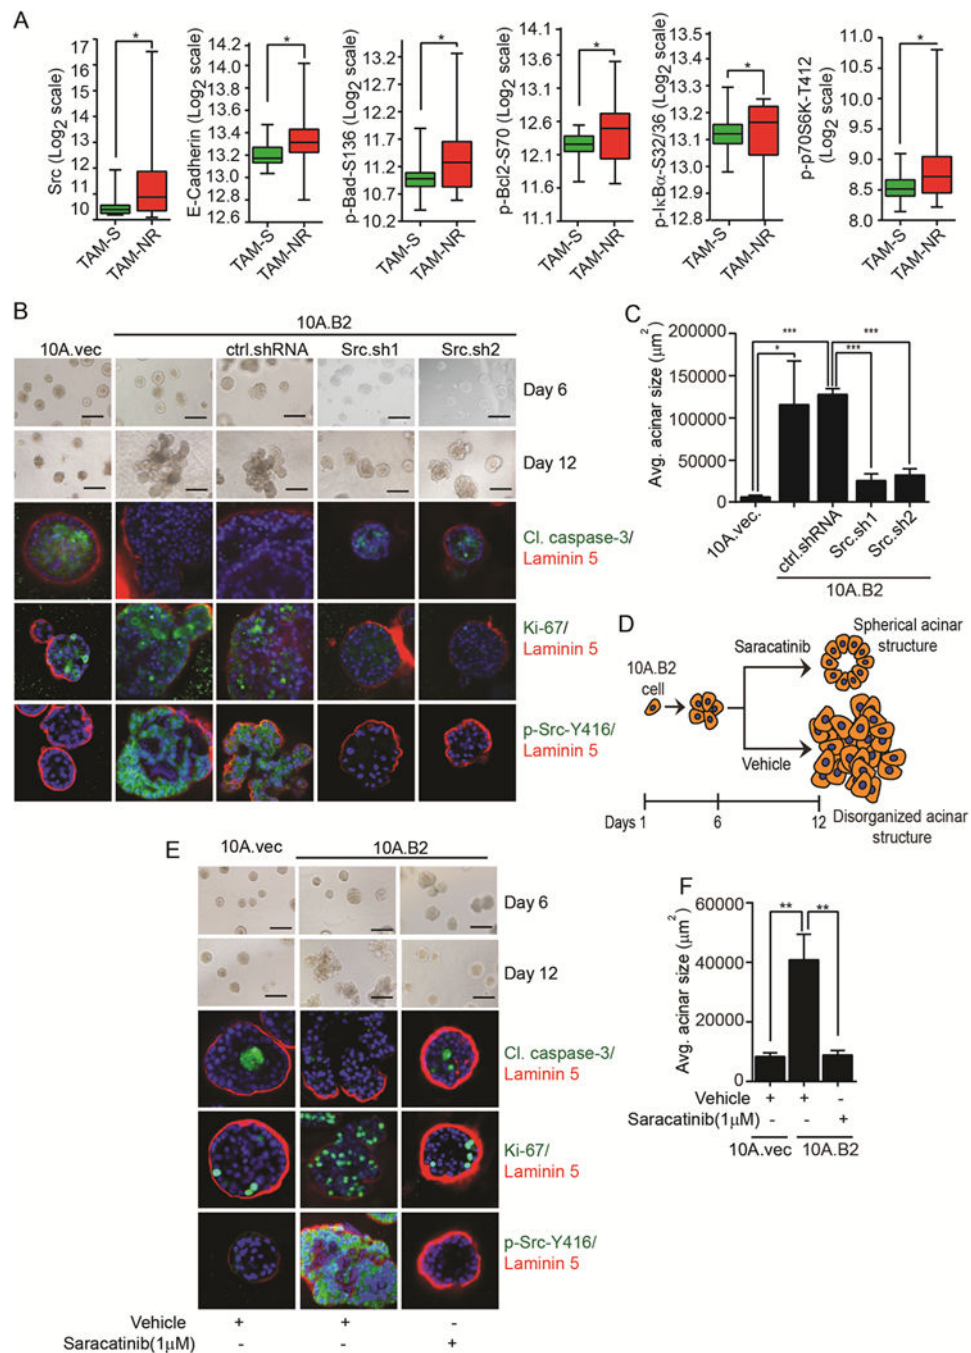 A
Src (Log2 scale)
17
16
15
14
13
12
11
10
*
TAM-S
TAM-NR
E-Cadherin (Log2 scale)
14.2
14.0
13.8
13.6
13.4
13.2
13.0
12.8
12.6
*
TAM-S
TAM-NR
p-Bad-S136 (Log2 scale)
13.8
13.2
12.6
12.0
11.7
11.1
10.8
10.2
*
TAM-S
TAM-NR
p-Bcl2-S70 (Log2 scale)
14.1
13.5
13.2
12.6
12.3
11.7
11.1
*
TAM-S
TAM-NR
p-IκBα-S32/36 (Log2 scale)
13.5
13.4
13.3
13.2
13.1
13.0
12.9
12.8
*
TAM-S
TAM-NR
p-p70S6K-T412
(Log2 scale)
11.0
10.5
10.0
9.5
9.0
8.5
8.0
*
TAM-S
TAM-NR
B
10A.B2
10A.vec
ctrl.shRNA
Src.sh1
Src.sh2
Day 6
Day 12
Cl. caspase-3/
Laminin 5
Ki-67/
Laminin 5
p-Src-Y416/
Laminin 5
C
Avg. acinar size (μm2)
200000
150000
100000
50000
0
***
***
*
***
10A.vec.
ctrl.shRNA
Src.sh1
Src.sh2
10A.B2
D
10A.B2
cell
Saracatinib
Vehicle
Spherical acinar
structure
Disorganized acinar
structure
Days 1
6
12
E
10A.vec
10A.B2
Day 6
Day 12
Cl. caspase-3/
Laminin 5
Ki-67/
Laminin 5
p-Src-Y416/
Laminin 5
Vehicle + + -
Saracatinib(1μM) - - +
F
Avg. acinar size (μm2)
60000
40000
20000
0
**
**
Vehicle + + -
Saracatinib(1μM) - - +
10A.vec
10A.B2